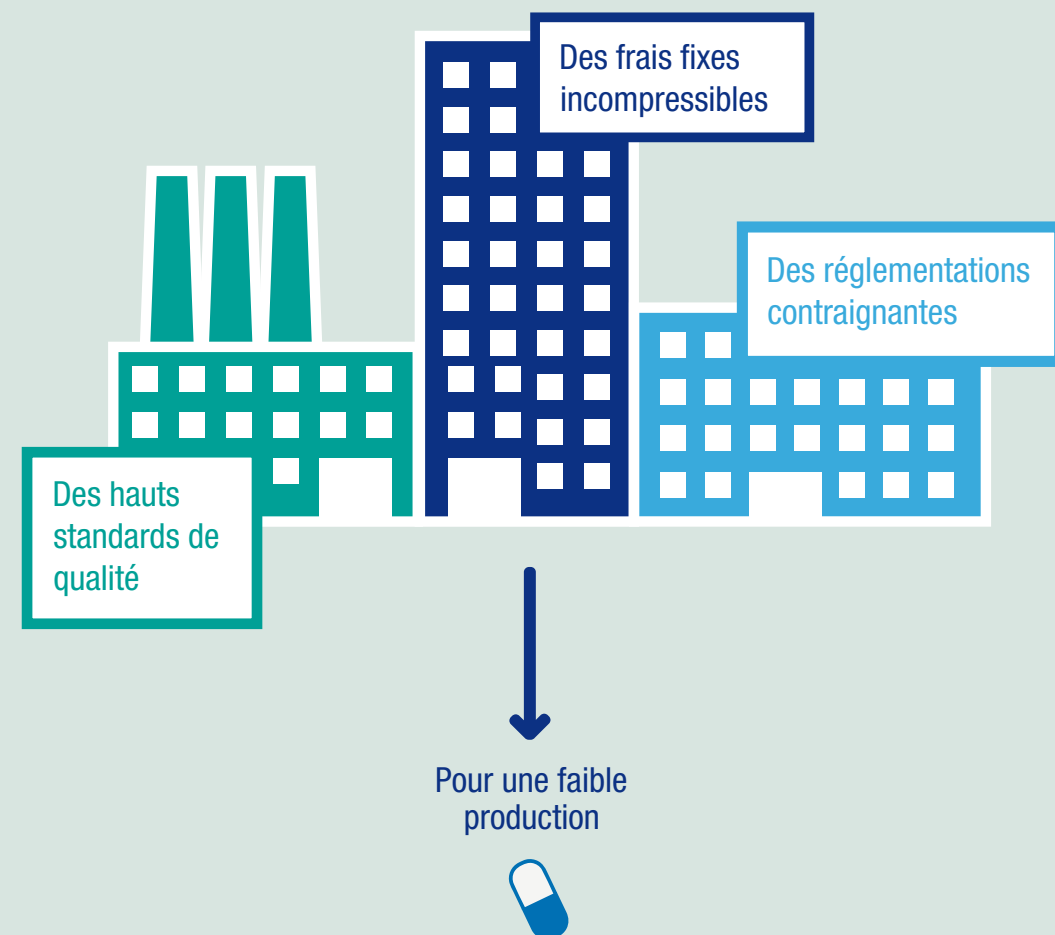 Des frais fixes
incompressibles
Des réglementations
contraignantes
Des hauts
standards de
qualité
Pour une faible
production